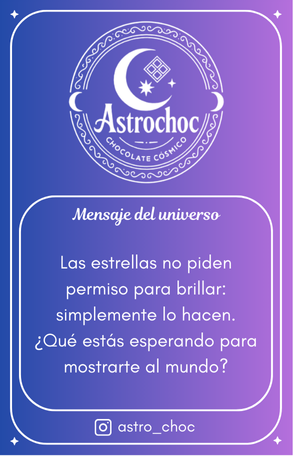 Astrochoc
CHOCOLATE CÓSMICO
Mensaje del universo
Las estrellas no piden
permiso para brillar:
simplemente lo hacen.
¿Qué estás esperando para
mostrarte al mundo?
astro_choc